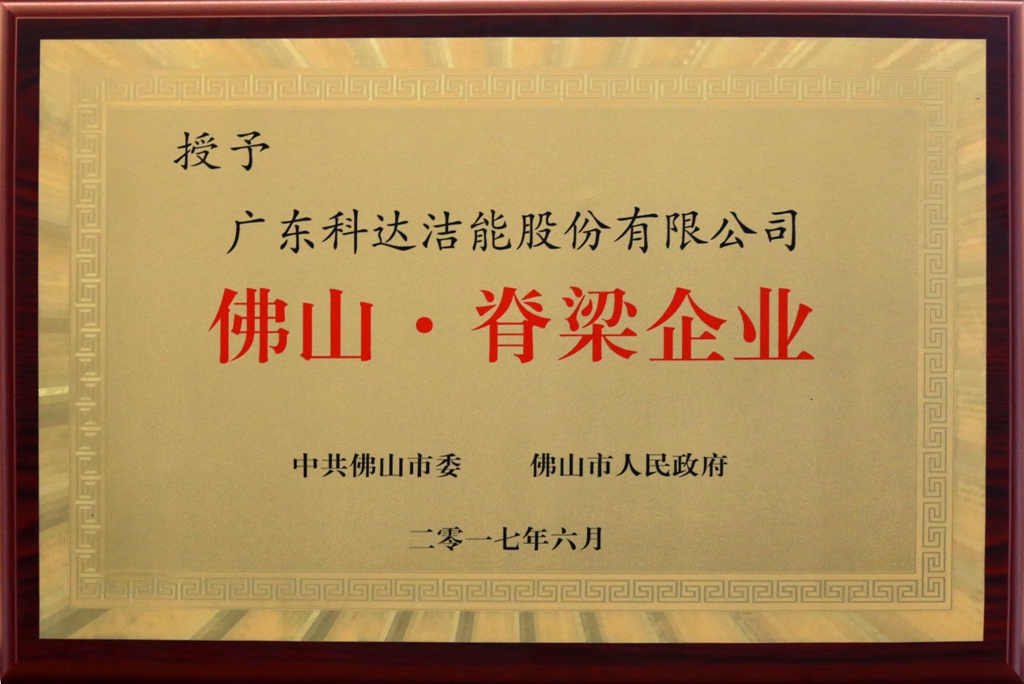 授予
广东科达洁能股份有限公司
佛山·脊梁企业
中共佛山市委 佛山市人民政府
二零一七年六月